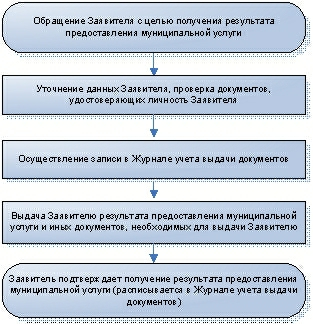 Обращение Заявителя с целью получения результата
предоставления муниципальной услуги
Уточнение данных Заявителя, проверка документов,
удостоверяющих личность Заявителя
Осуществление записи в Журнале учета выдачи документов
Выдача Заявителю результата предоставления муниципальной
услуги и иных документов, необходимых для выдачи Заявителю
Заявитель подтверждает получение результата предоставления
муниципальной услуги (расписывается в Журнале учета выдачи
документов)